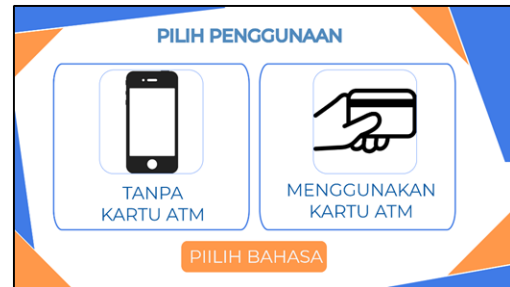 PILIH PENGGUNAAN
TANPA
KARTU ATM
MENGGUNAKAN
KARTU ATM
PIILIH BAHASA